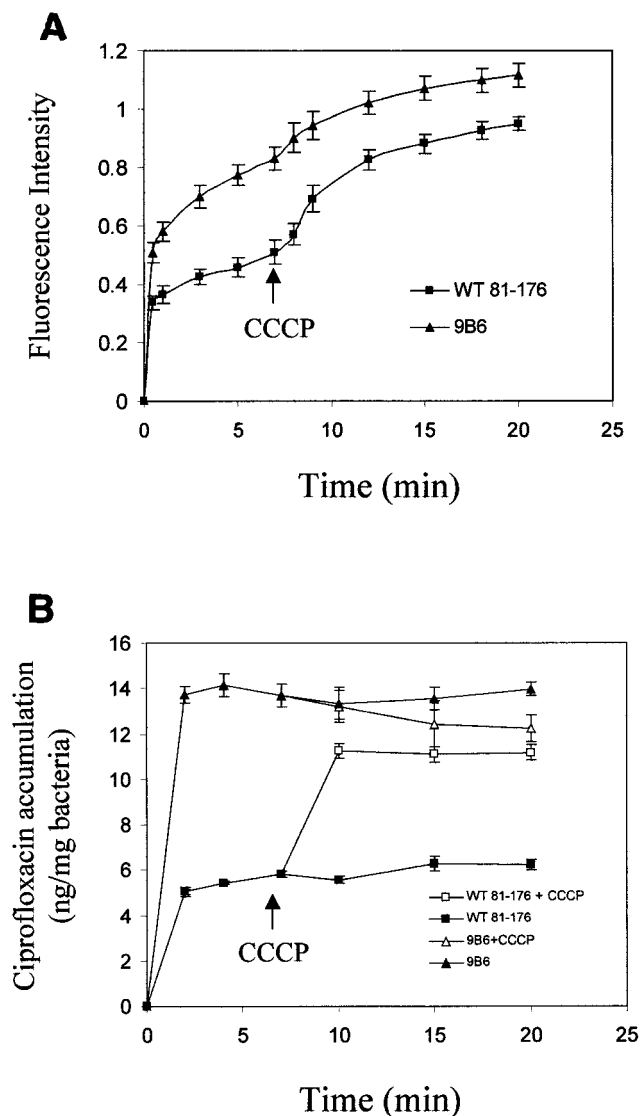 A
Fluorescence Intensity
1.2
1
0.8
0.6
0.4
0.2
0
0 5 10 15 20 25
CCCP
WT 81-176
9B6
Time (min)
B
Ciprofloxacin accumulation
(ng/mg bacteria)
16
14
12
10
8
6
4
2
0
0 5 10 15 20 25
CCCP
WT 81-176 + CCCP
WT 81-176
9B6+CCCP
9B6
Time (min)